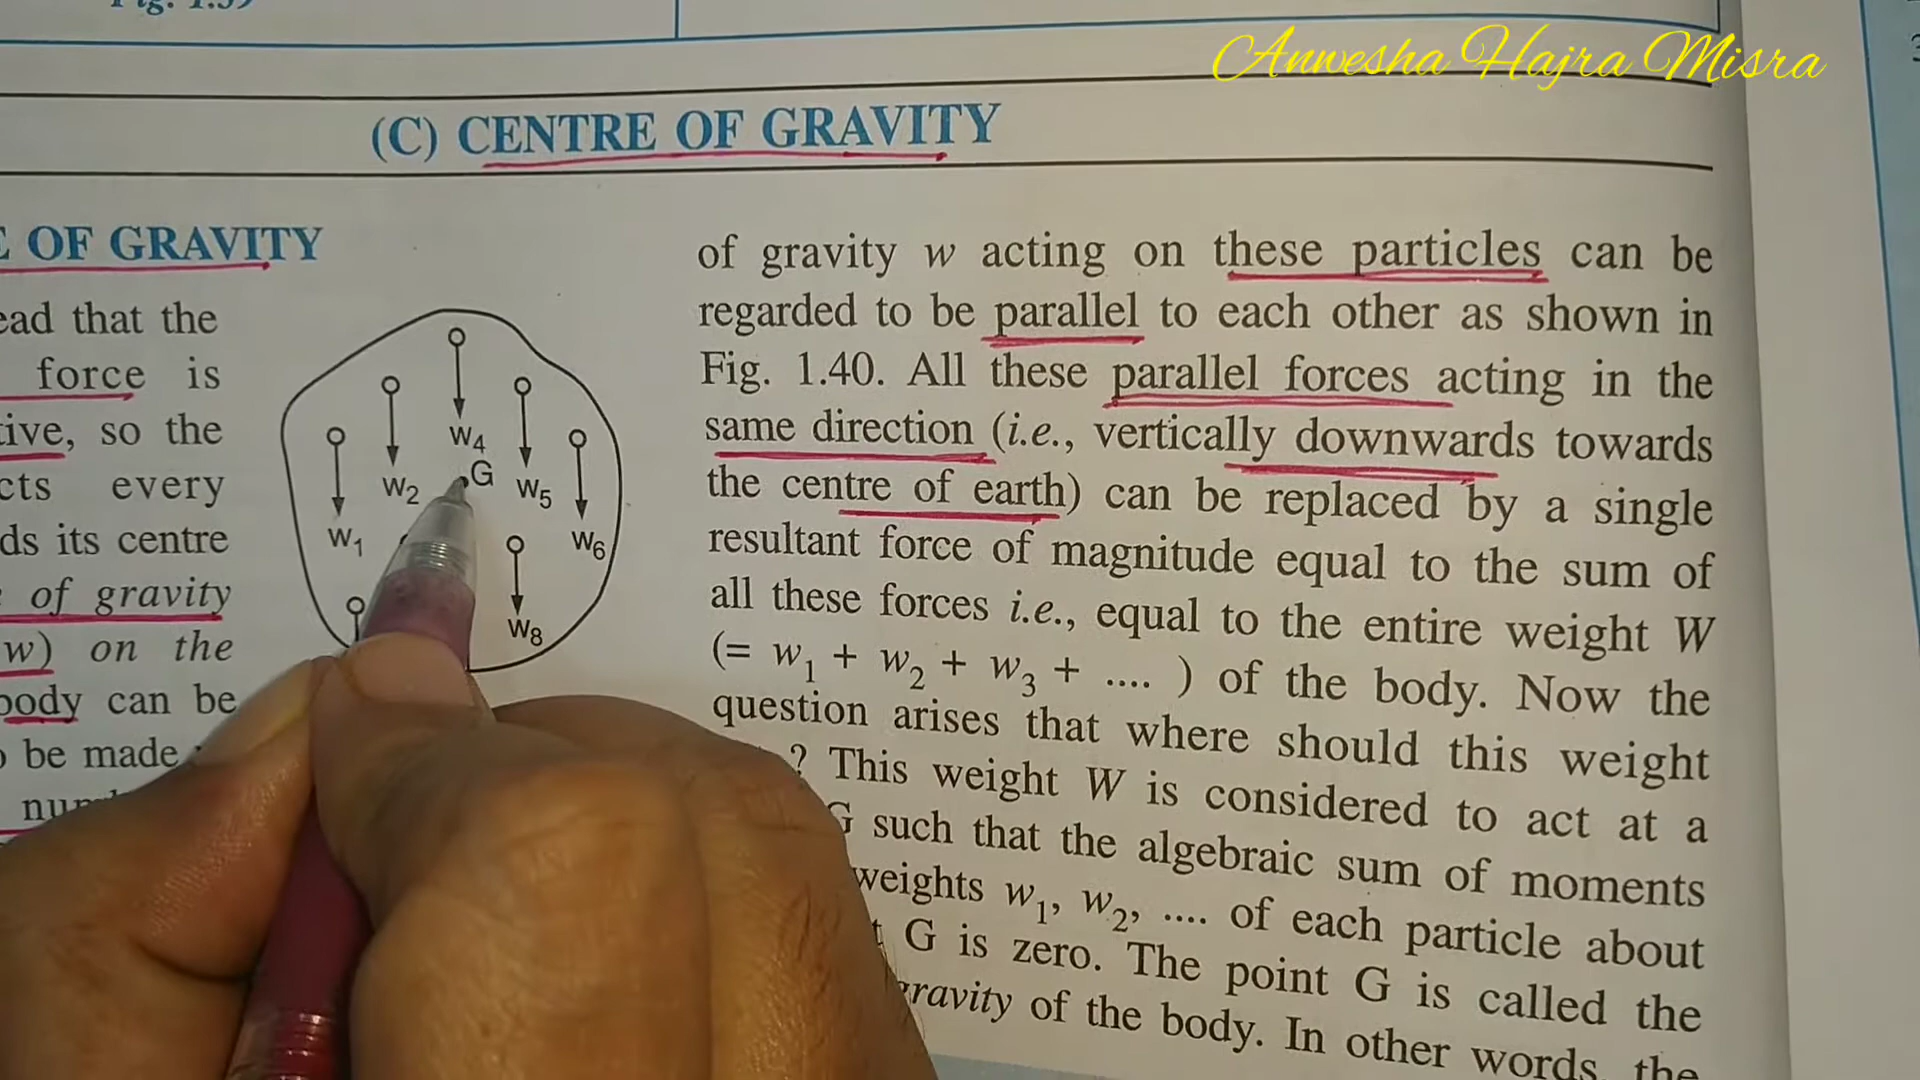 Fig. 1.39
Anwesha Hajra Misra
(C) CENTRE OF GRAVITY
OF GRAVITY
that the
force is
so the
every
its centre
of gravity
w) on the
body can be
be made
W4
W2
G
W5
W1
W6
W8
of gravity w acting on these particles can be
regarded to be parallel to each other as shown in
Fig. 1.40. All these parallel forces acting in the
same direction (i.e., vertically downwards towards
the centre of earth) can be replaced by a single
resultant force of magnitude equal to the sum of
all these forces i.e., equal to the entire weight W
(= w1 + w2 + w3 + .... ) of the body. Now the
question arises that where should this weight
? This weight W is considered to act at a
G such that the algebraic sum of moments
weights w1, w2, .... of each particle about
G is zero. The point G is called the
gravity of the body. In other words, the